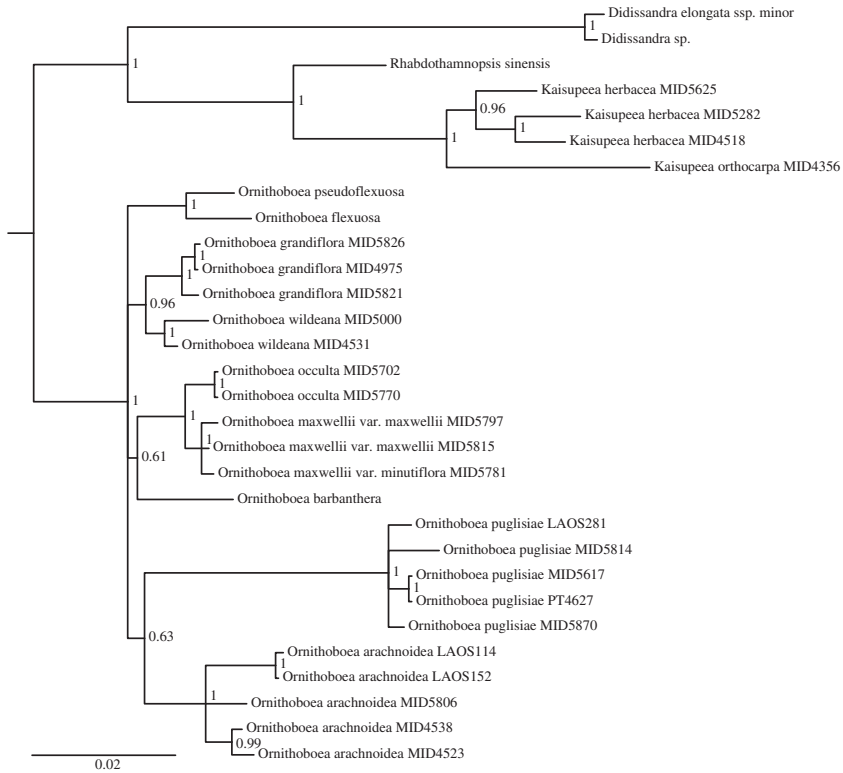 Didissandra elongata ssp. minor
1
Didissandra sp.
1
Rhabdothamnopsis sinensis
1
Kaisupeea herbacea MID5625
0.96
Kaisupeea herbacea MID5282
1
1
Kaisupeea herbacea MID4518
Kaisupeea orthocarpa MID4356
Ornithoboea pseudoflexuosa
1
Ornithoboea flexuosa
Ornithoboea grandiflora MID5826
1
Ornithoboea grandiflora MID4975
1
Ornithoboea grandiflora MID5821
0.96
Ornithoboea wildeana MID5000
1
Ornithoboea wildeana MID4531
Ornithoboea occulta MID5702
1
Ornithoboea occulta MID5770
1
1
Ornithoboea maxwellii var. maxwellii MID5797
1
Ornithoboea maxwellii var. maxwellii MID5815
0.61
Ornithoboea maxwellii var. minutiflora MID5781
Ornithoboea barbanthera
Ornithoboea puglisiae LAOS281
Ornithoboea puglisiae MID5814
1
Ornithoboea puglisiae MID5617
1
Ornithoboea puglisiae PT4627
Ornithoboea puglisiae MID5870
0.63
Ornithoboea arachnoidea LAOS114
1
Ornithoboea arachnoidea LAOS152
1
Ornithoboea arachnoidea MID5806
Ornithoboea arachnoidea MID4538
0.99
Ornithoboea arachnoidea MID4523
0.02